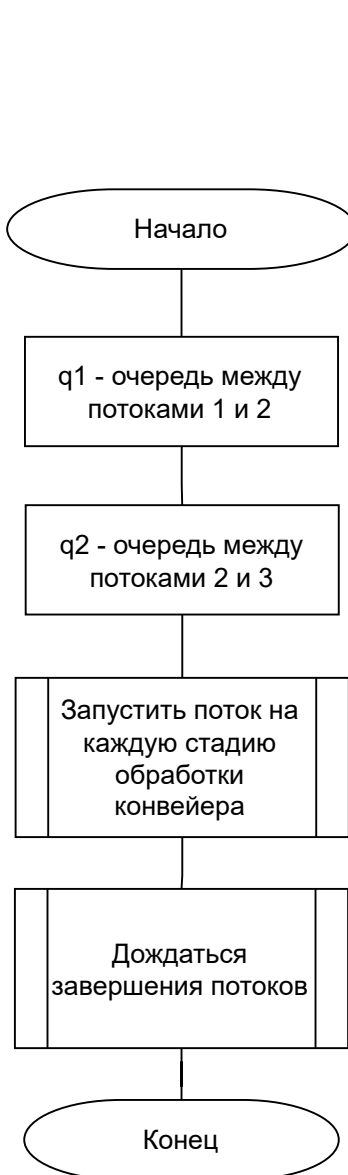 Начало
q1 - очередь между
потоками 1 и 2
q2 - очередь между
потоками 2 и 3
Запустить поток на
каждую стадию
обработки
конвейера
Дождаться
завершения потоков
Конец